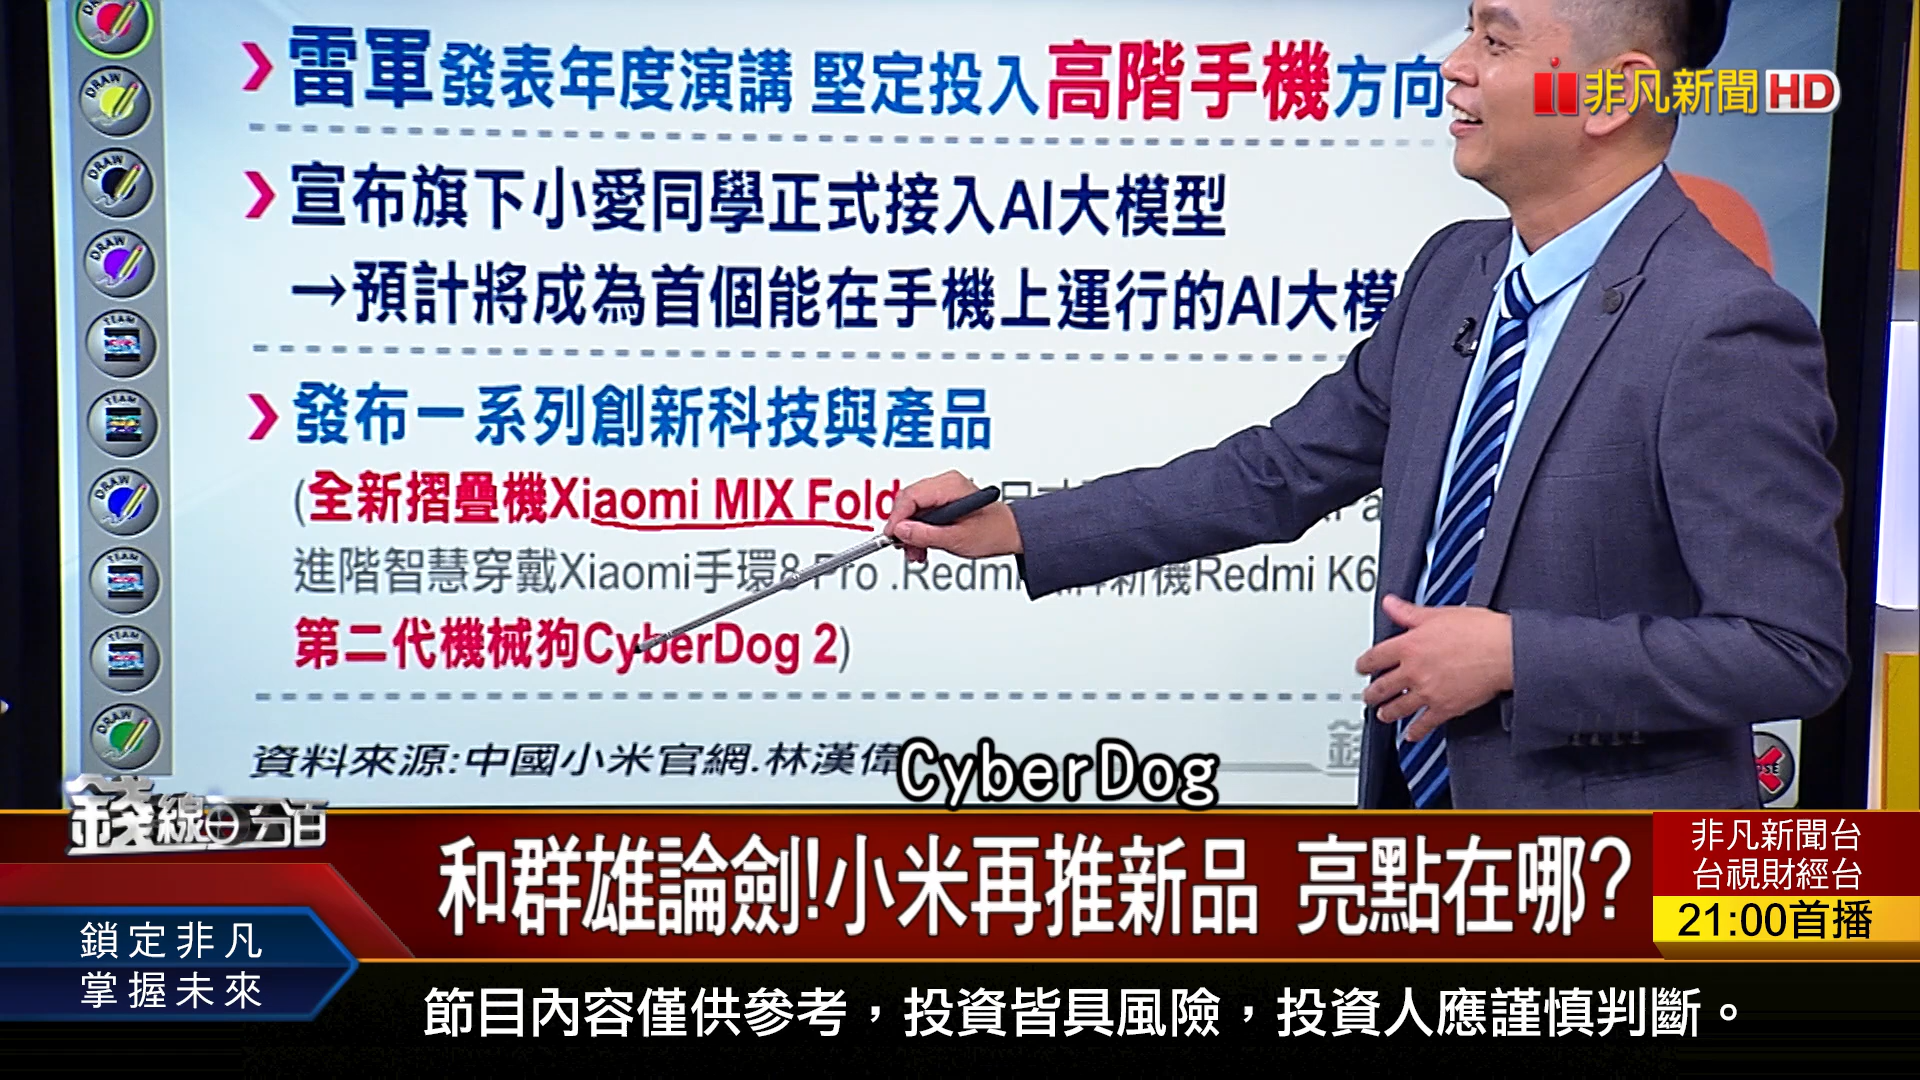 雷軍發表年度演講 堅定投入高階手機方向
非凡新聞HD
宣布旗下小愛同學正式接入AI大模型
→預計將成為首個能在手機上運行的AI大模
發布一系列創新科技與產品
(全新摺疊機Xiaomi MIX Fold
進階智慧穿戴Xiaomi手環8 Pro .Redmi 新機Redmi K6
第二代機械狗CyberDog 2)
資料來源:中國小米官網.林漢偉
CyberDog
錢線百分百
和群雄論劍!小米再推新品 亮點在哪?
非凡新聞台
台視財經台
21:00首播
鎖定非凡
掌握未來
節目內容僅供參考，投資皆具風險，投資人應謹慎判斷。
DRAW
DRAW
DRAW
DRAW
TEAM
TEAM
DRAW
TEAM
TEAM
DRAW